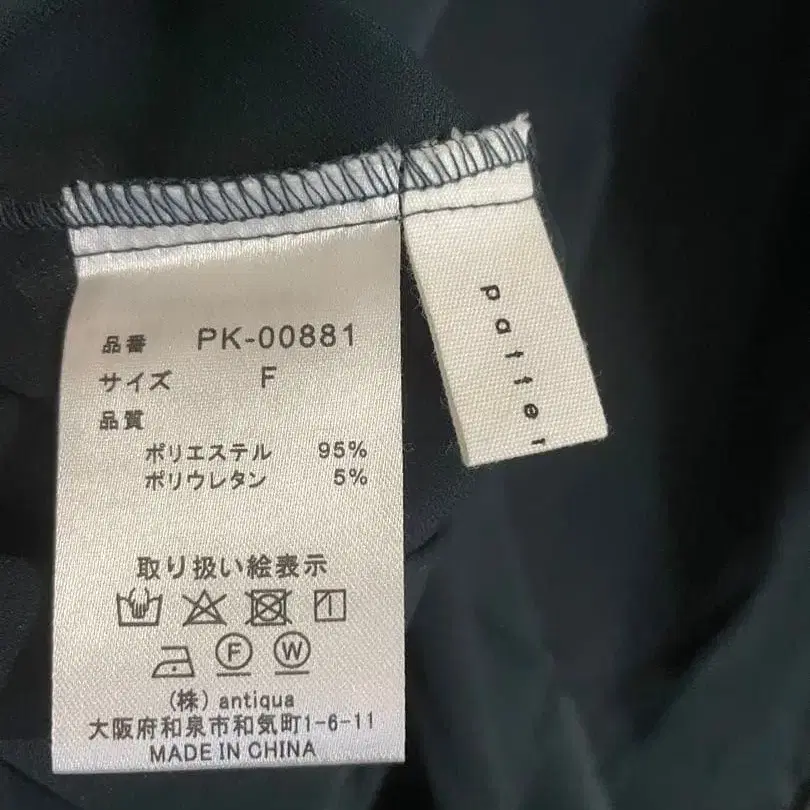 品番 PK-00881
サイズ F
品質
ポリエステル 95%
ポリウレタン 5%
取り扱い絵表示
F W
(株) antiqua
大阪府和泉市和気町1-6-11
MADE IN CHINA
patter